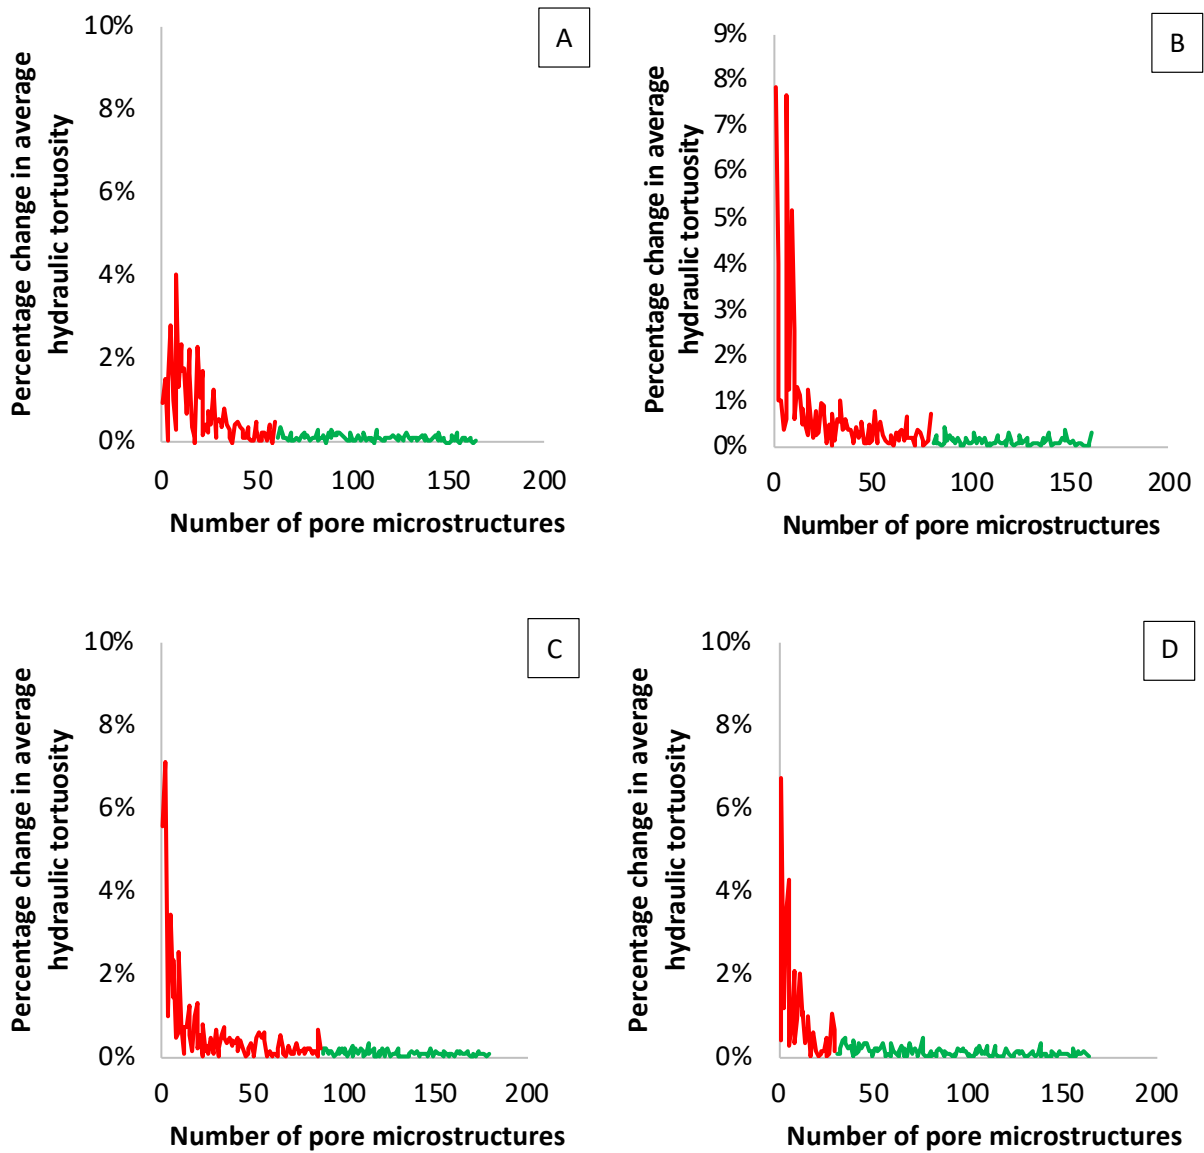 A
Percentage change in average
hydraulic tortuosity
10%
8%
6%
4%
2%
0%
0 50 100 150 200
Number of pore microstructures
B
Percentage change in average
hydraulic tortuosity
9%
8%
7%
6%
5%
4%
3%
2%
1%
0%
0 50 100 150 200
Number of pore microstructures
C
Percentage change in average
hydraulic tortuosity
10%
8%
6%
4%
2%
0%
0 50 100 150 200
Number of pore microstructures
D
Percentage change in average
hydraulic tortuosity
10%
8%
6%
4%
2%
0%
0 50 100 150 200
Number of pore microstructures